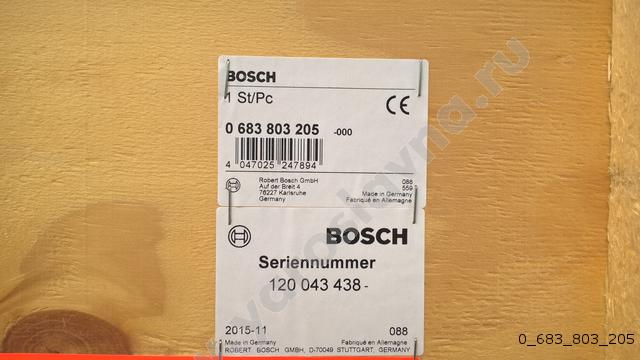 BOSCH
1 St/Pc
CE
0 683 803 205 -000
4 047025 247894
Robert Bosch GmbH
Auf der Breit 4
76227 Karlsruhe
Germany
088
559
Made in Germany
Fabriqué en Allemagne
BOSCH
Seriennummer
120 043 438 -
2015-11
088
Made in Germany
Fabriqué en Allemagne
ROBERT BOSCH GMBH, D-70049 STUTTGART, GERMANY
0_683_803_205